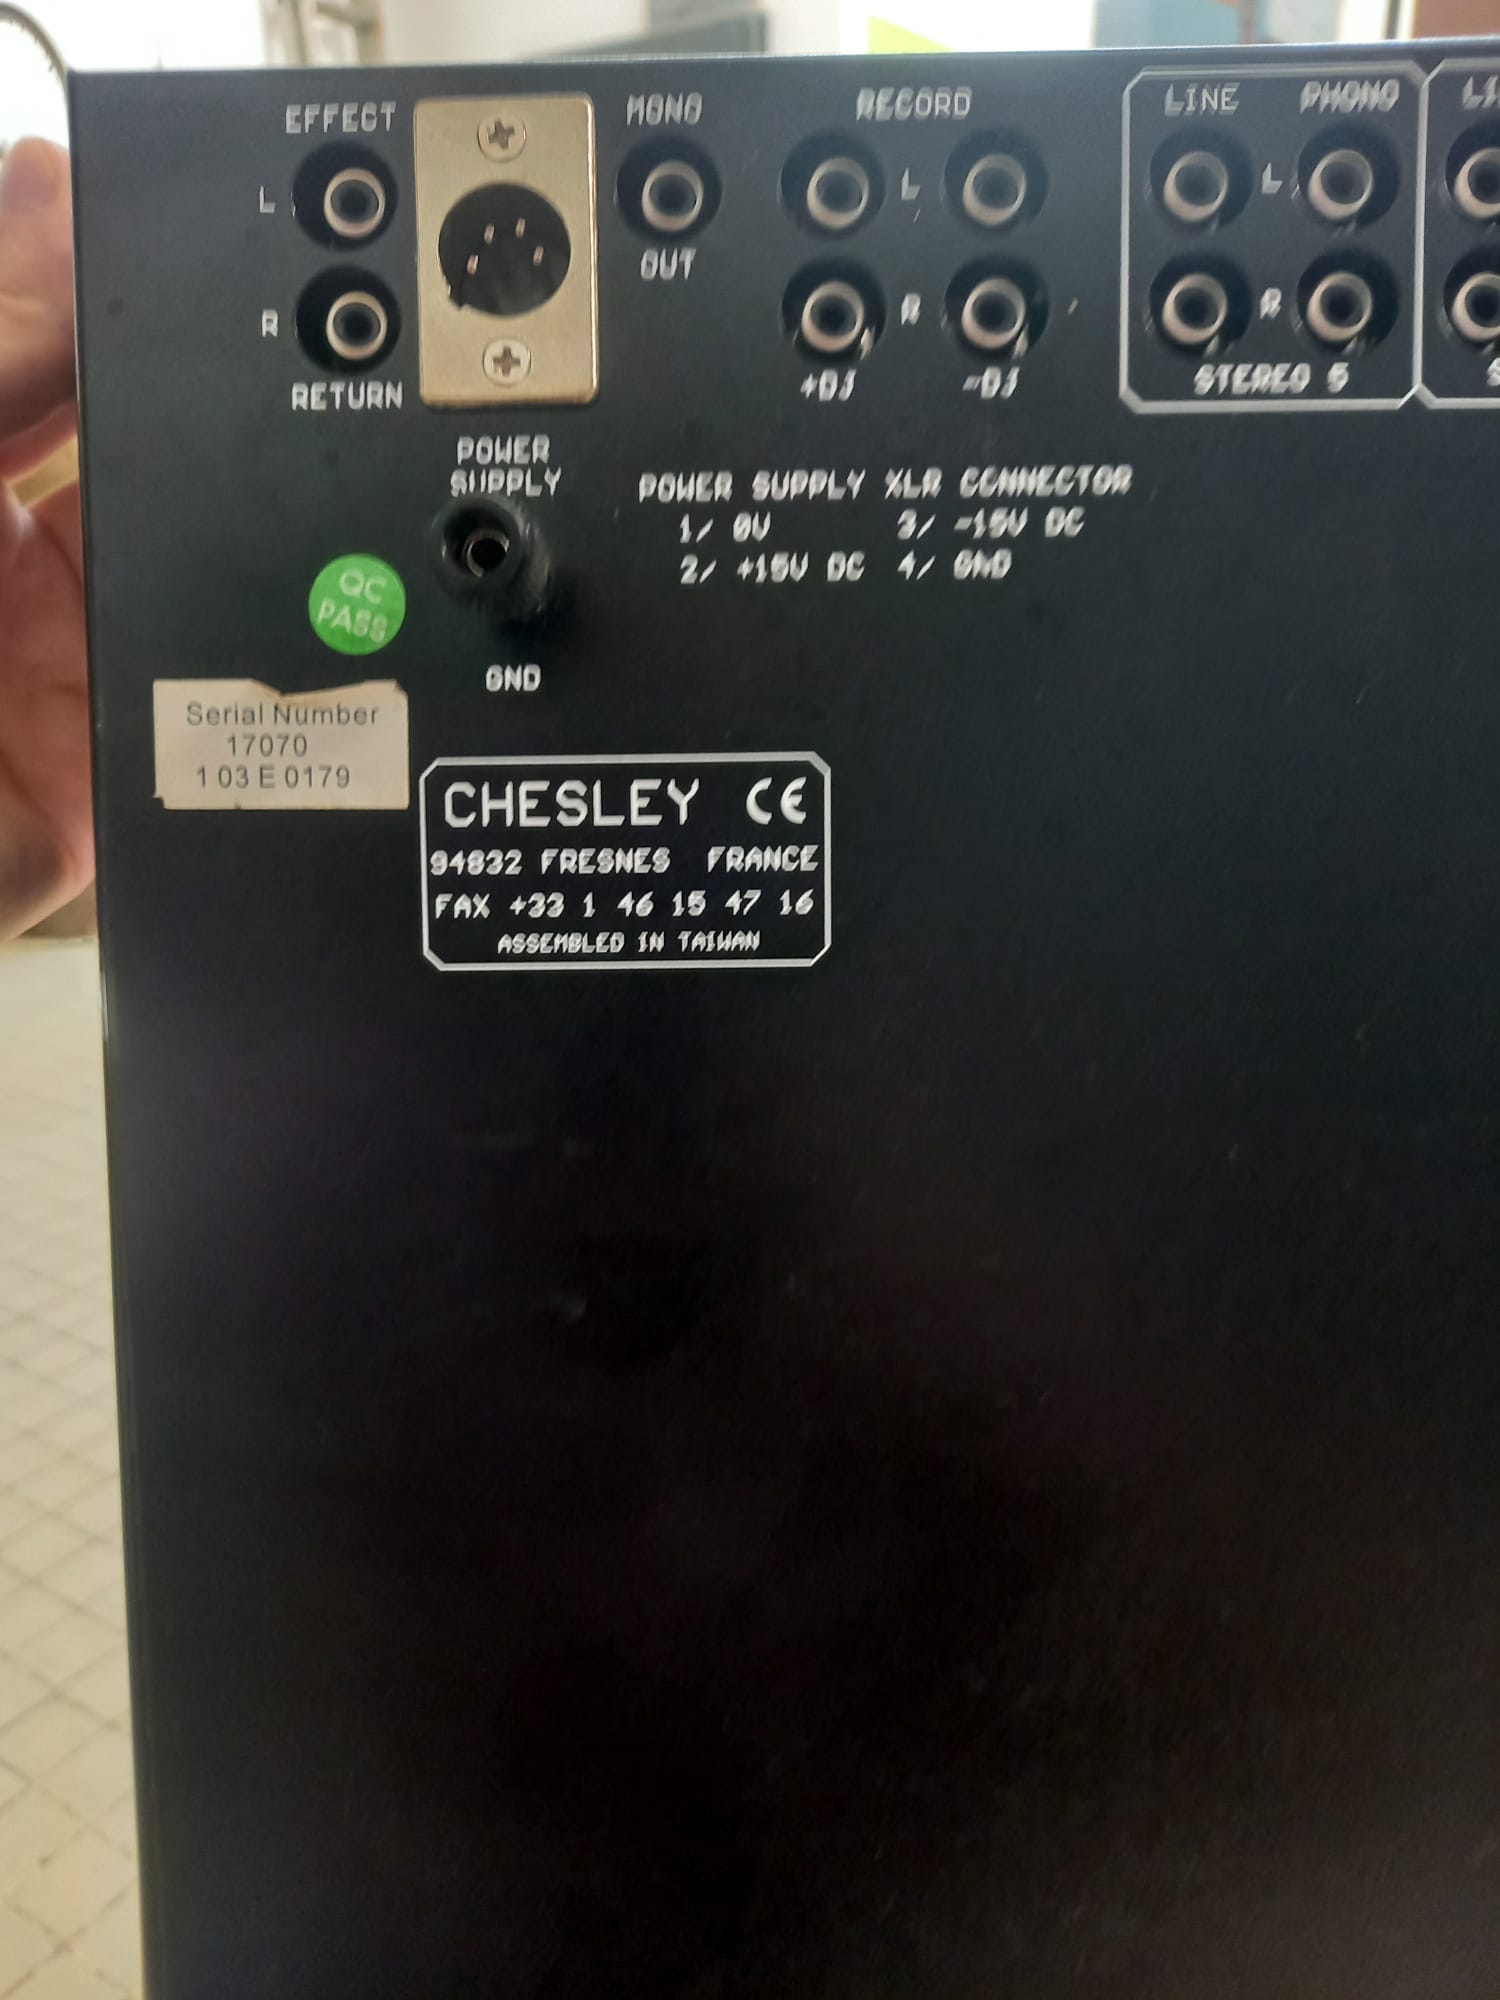 EFFECT
L
R
RETURN
MONO
OUT
RECORD
L
R
+DJ
-DJ
LINE
PHONO
L
R
STEREO 5
POWER
SUPPLY
GND
POWER SUPPLY XLR CONNECTOR
1/ 0V 3/ -15V DC
2/ +15V DC 4/ GND
QC
PASS
Serial Number
17070
1 03 E 0179
CHESLEY CE
94832 FRESNES FRANCE
FAX +33 1 46 15 47 16
ASSEMBLED IN TAIWAN